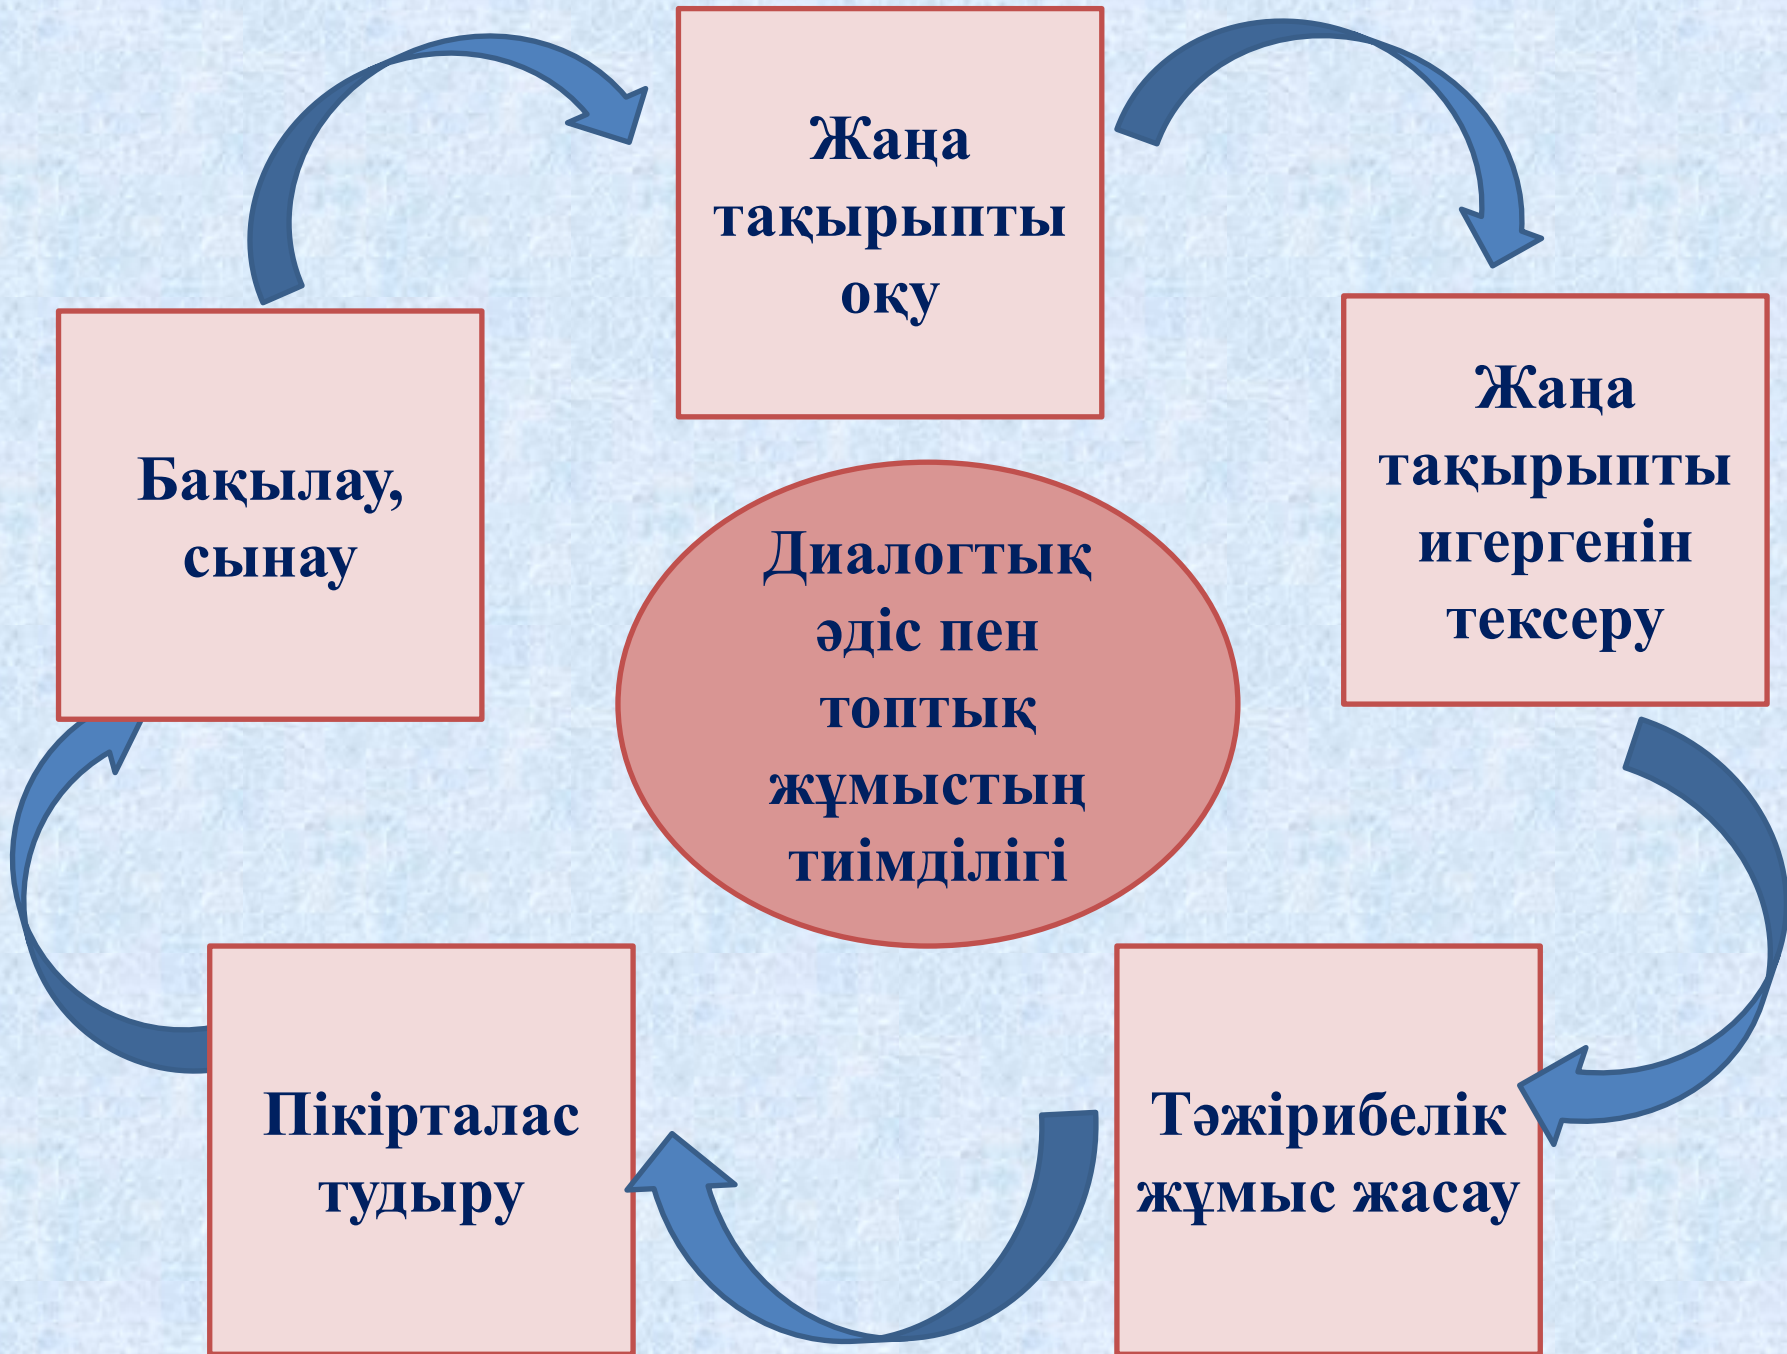 Жаңа
тақырыпты
оқу
Жаңа
тақырыпты
игергенін
тексеру
Бақылау,
сынау
Диалогтық
әдіс пен
топтық
жұмыстың
тиімділігі
Пікірталас
тудыру
Тәжірибелік
жұмыс жасау